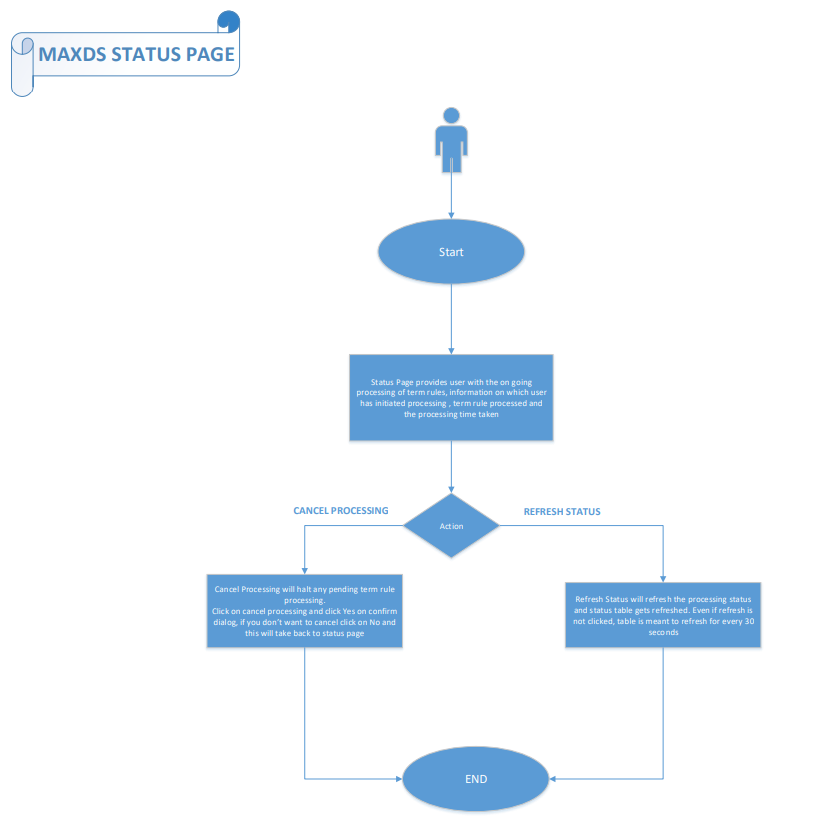 MAXDS STATUS PAGE
Start
Status Page provides user with the on going
processing of term rules, information on which user
has initiated processing , term rule processed and
the processing time taken
CANCEL PROCESSING
REFRESH STATUS
Action
Cancel Processing will halt any pending term rule
processing.
Click on cancel processing and click Yes on confirm
dialog, if you don't want to cancel click on No and
this will take back to status page
Refresh Status will refresh the processing status
and status table gets refreshed. Even if refresh is
not clicked, table is meant to refresh for every 30
seconds
END